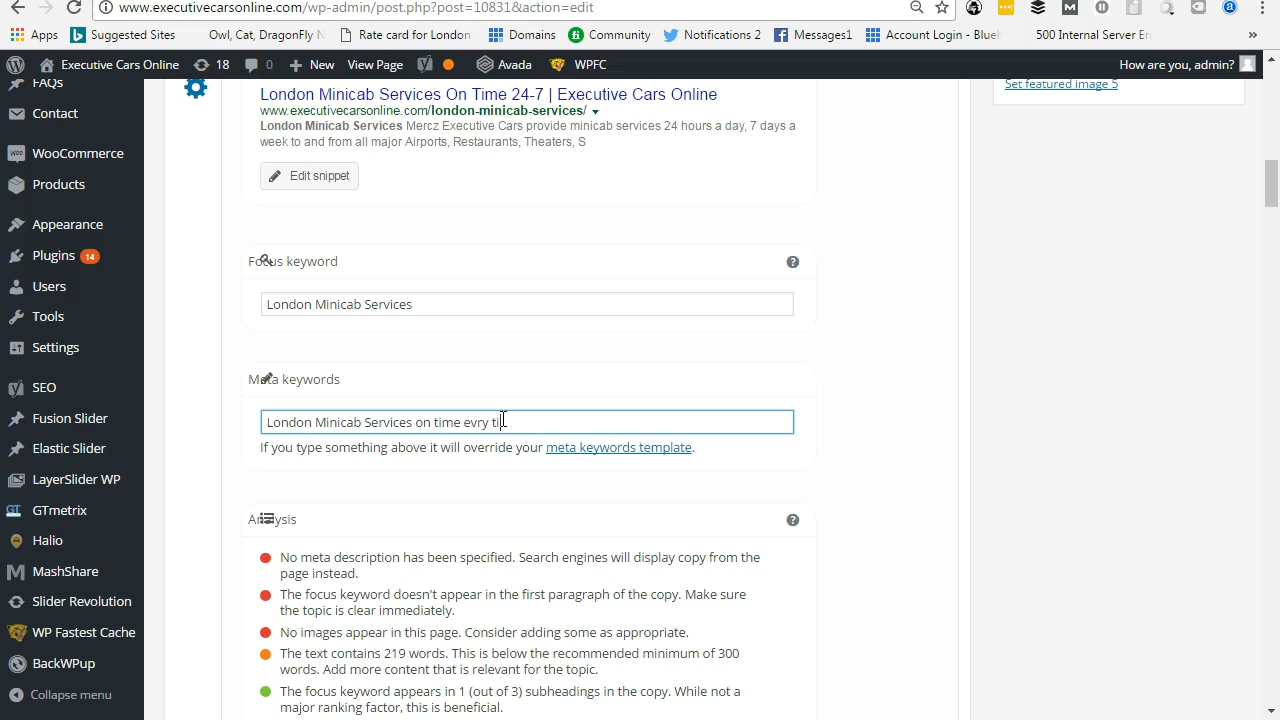 www.executivecarsonline.com/wp-admin/post.php?post=10831&action=edit
Apps
Suggested Sites
Owl, Cat, DragonFly N
Rate card for London
Domains
Community
Notifications 2
Messages1
Account Login - Blueh
500 Internal Server Er
»
Executive Cars Online
18
0
New
View Page
Avada
WPFC
How are you, admin?
FAQs
Contact
WooCommerce
Products
Appearance
Plugins 14
Users
Tools
Settings
SEO
Fusion Slider
Elastic Slider
LayerSlider WP
GTmetrix
Halio
MashShare
Slider Revolution
WP Fastest Cache
BackWPup
Collapse menu
London Minicab Services On Time 24-7 | Executive Cars Online
www.executivecarsonline.com/london-minicab-services/
London Minicab Services Mercz Executive Cars provide minicab services 24 hours a day, 7 days a
week to and from all major Airports, Restaurants, Theaters, S
Edit snippet
Focus keyword
London Minicab Services
Meta keywords
London Minicab Services on time evry ti
If you type something above it will override your meta keywords template.
Analysis
No meta description has been specified. Search engines will display copy from the
page instead.
The focus keyword doesn't appear in the first paragraph of the copy. Make sure
the topic is clear immediately.
No images appear in this page. Consider adding some as appropriate.
The text contains 219 words. This is below the recommended minimum of 300
words. Add more content that is relevant for the topic.
The focus keyword appears in 1 (out of 3) subheadings in the copy. While not a
major ranking factor, this is beneficial.
Set featured image 5